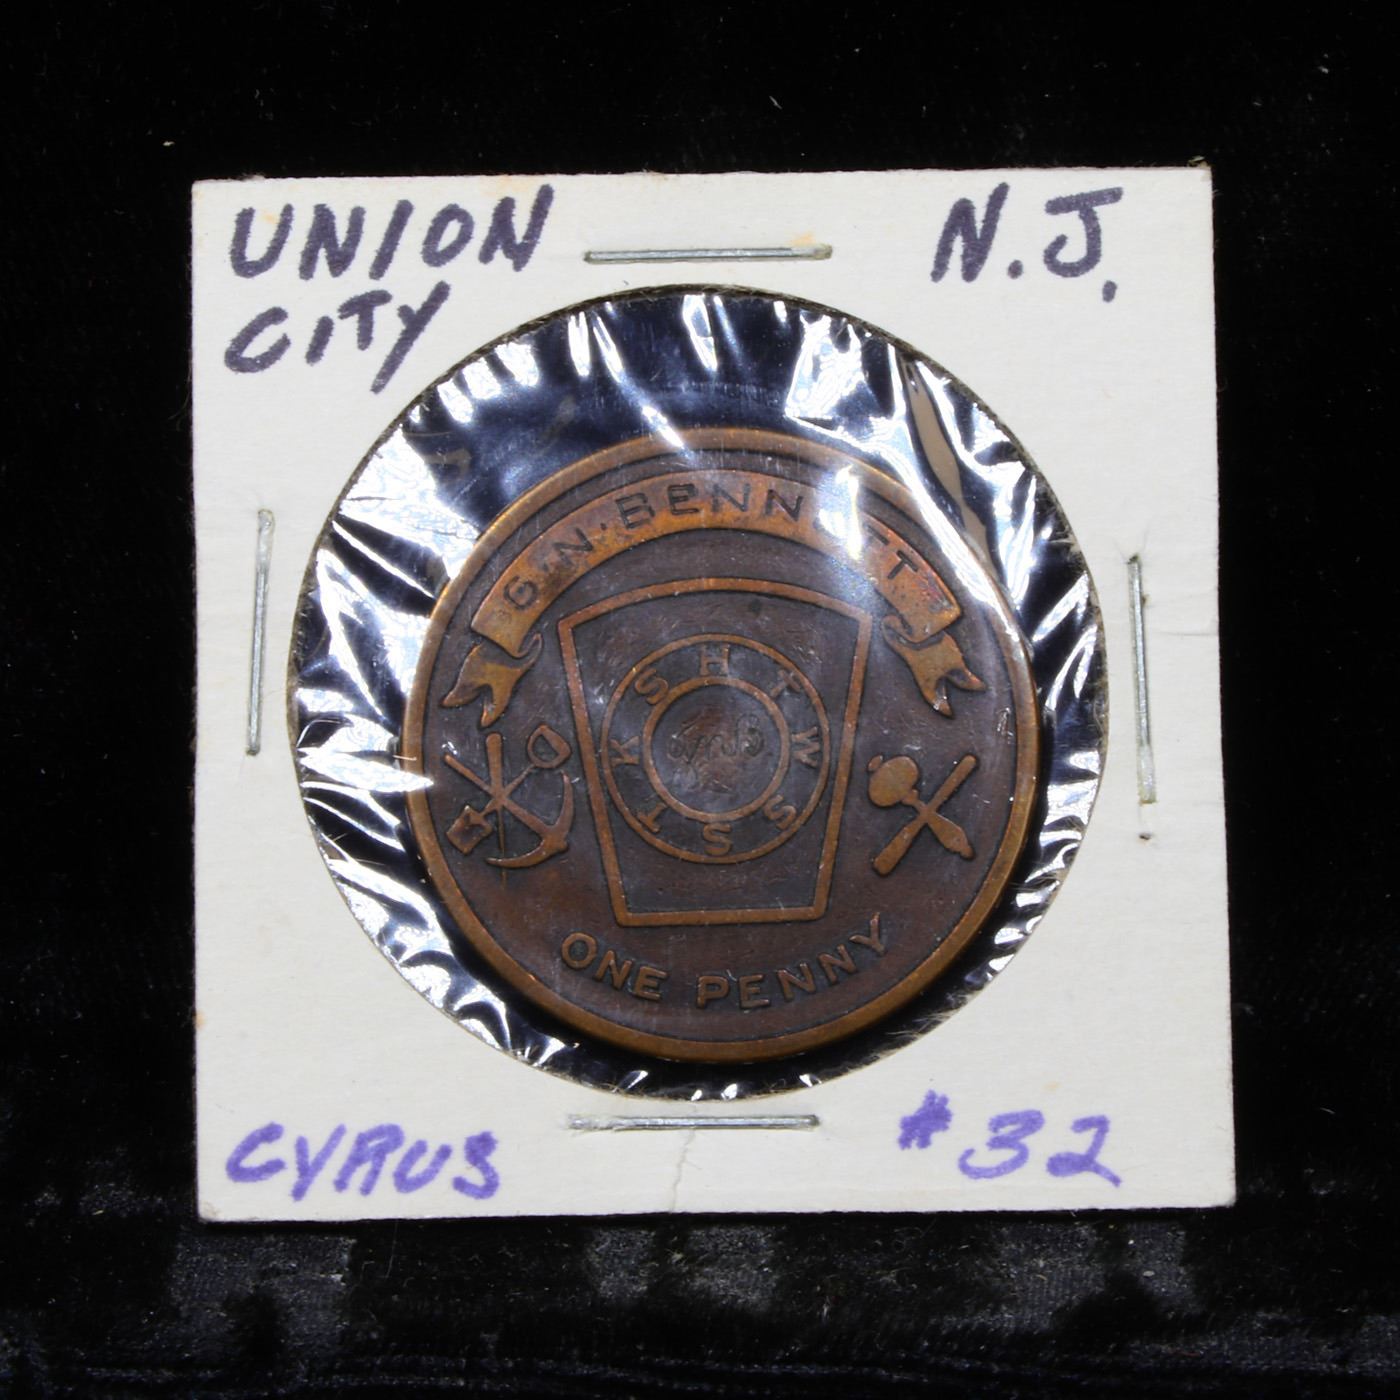 UNION N.J.
CITY
G·N·BENNETT
H T W S S T K S
ONE PENNY
CYRUS #32